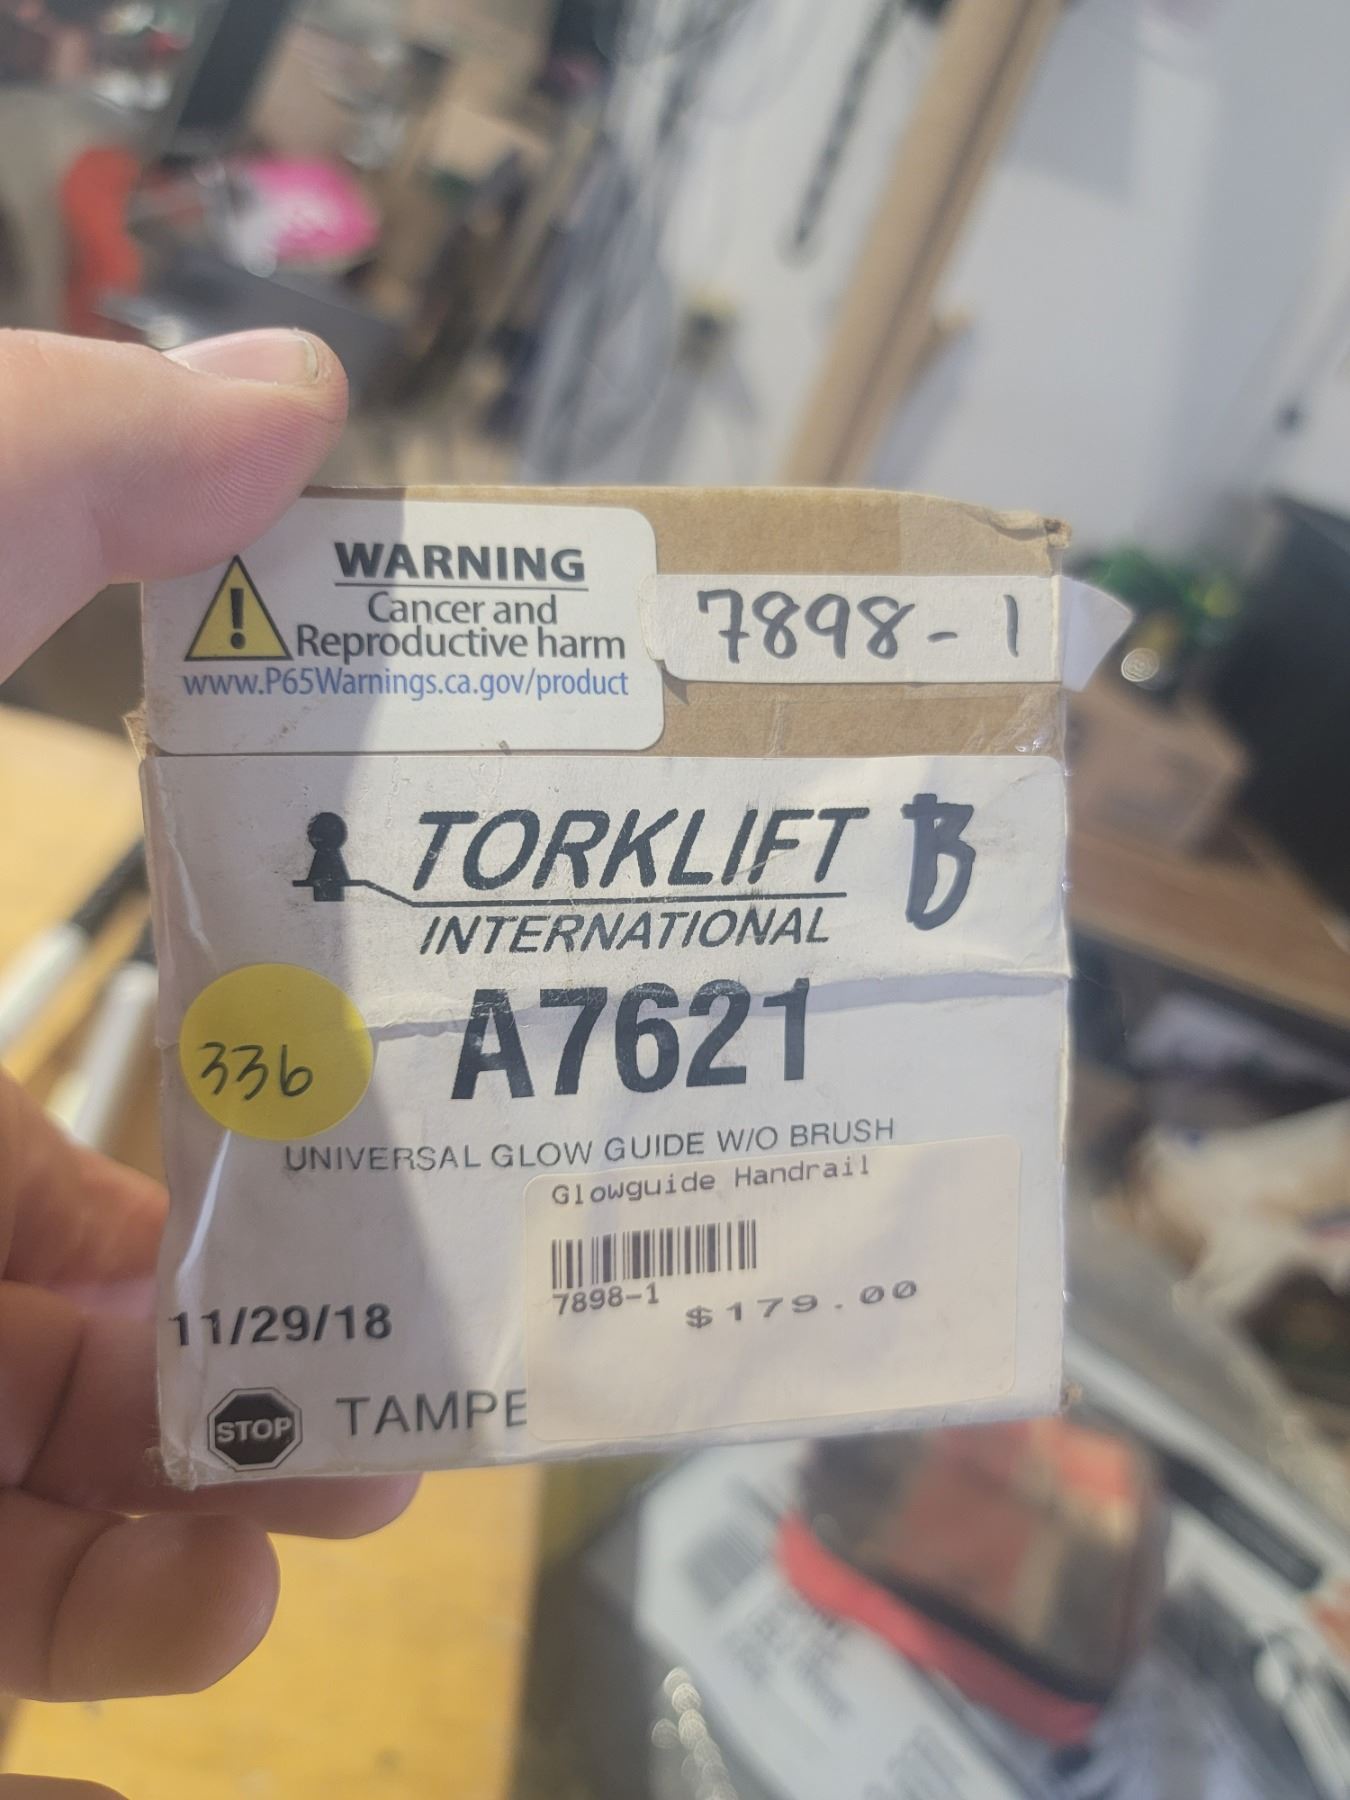 WARNING
Cancer and
Reproductive harm
www.P65Warnings.ca.gov/product
7898-1
TORKLIFT B
INTERNATIONAL
A7621
336
UNIVERSAL GLOW GUIDE W/O BRUSH
Glowguide Handrail
7898-1
$179.00
11/29/18
STOP
TAMPE